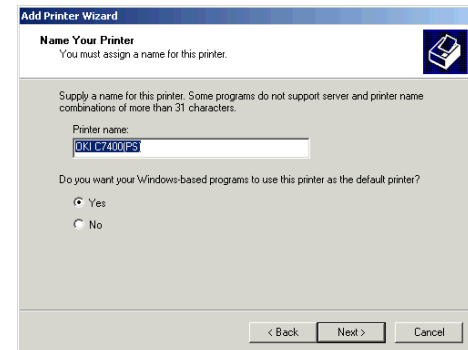 Add Printer Wizard
Name Your Printer
You must assign a name for this printer.
Supply a name for this printer. Some programs do not support server and printer name
combinations of more than 31 characters.
Printer name:
OKI C7400(PS)
Do you want your Windows-based programs to use this printer as the default printer?
Yes
No
< Back
Next >
Cancel